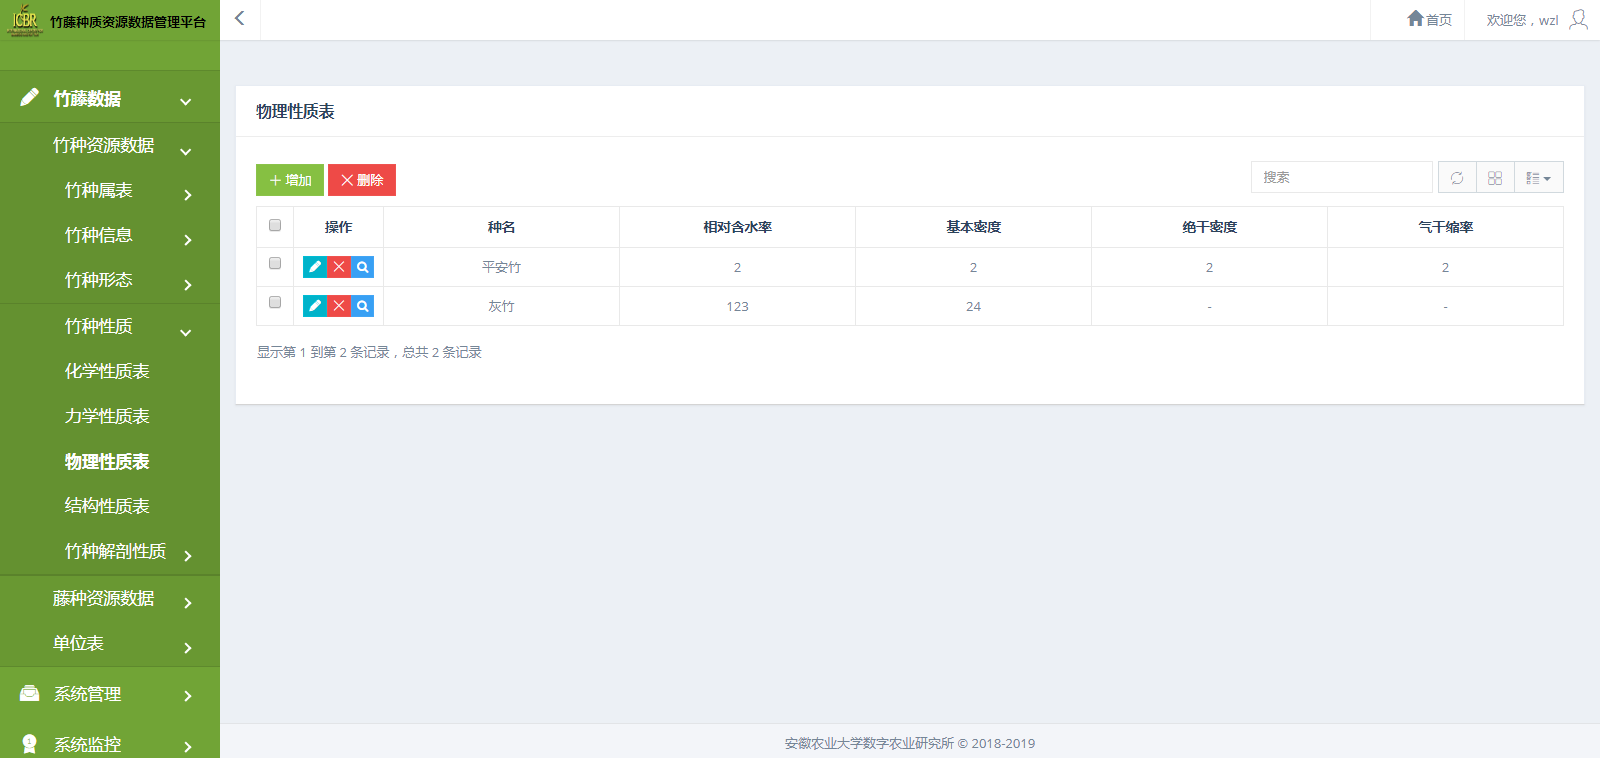 ICBR 竹藤种质资源数据管理平台
首页
欢迎您，wzl
竹藤数据
竹种资源数据
竹种属表
竹种信息
竹种形态
竹种性质
化学性质表
力学性质表
物理性质表
结构性质表
竹种解剖性质
藤种资源数据
单位表
系统管理
系统监控
物理性质表
增加 删除
搜索
操作 种名 相对含水率 基本密度 绝干密度 气干缩率
平安竹 2 2 2 2
灰竹 123 24 - -
显示第 1 到第 2 条记录，总共 2 条记录
安徽农业大学数字农业研究所 © 2018-2019